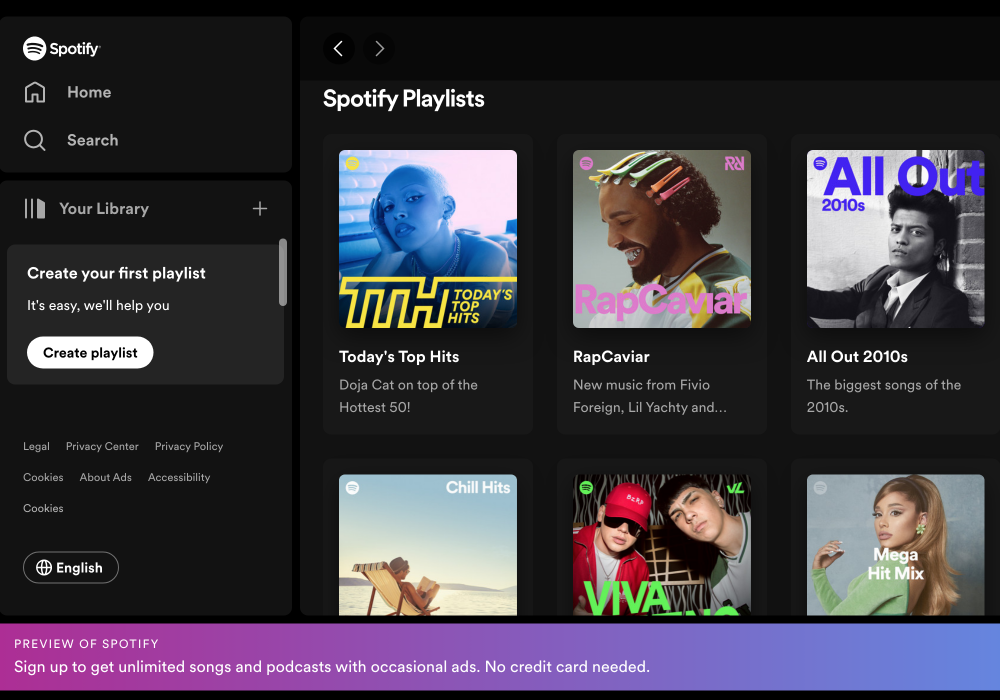 Spotify
Home
Search
Your Library
Create your first playlist
It's easy, we'll help you
Create playlist
Legal Privacy Center Privacy Policy
Cookies About Ads Accessibility
Cookies
English
Spotify Playlists
TTH TODAY'S
TOP
HITS
Today's Top Hits
Doja Cat on top of the
Hottest 50!
RapCaviar
RapCaviar
New music from Fivio
Foreign, Lil Yachty and…
All Out
2010s
All Out 2010s
The biggest songs of the
2010s.
Chill Hits
VL
BZRP
VIVA
Mega
Hit Mix
PREVIEW OF SPOTIFY
Sign up to get unlimited songs and podcasts with occasional ads. No credit card needed.